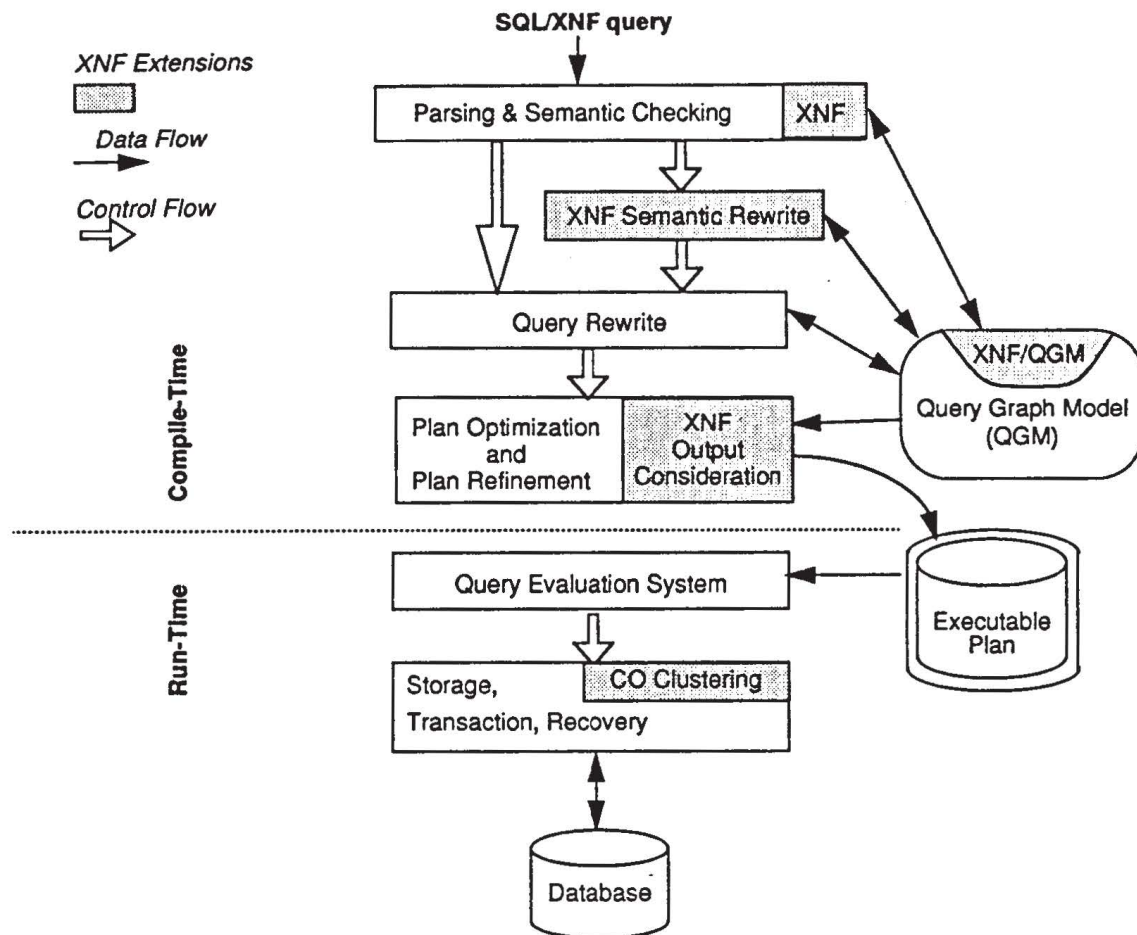 SQL/XNF query
XNF Extensions
Data Flow
Control Flow
Parsing & Semantic Checking
XNF
XNF Semantic Rewrite
Query Rewrite
XNF/QGM
Query Graph Model
(QGM)
Plan Optimization
and
Plan Refinement
XNF
Output
Consideration
Compile-Time
Run-Time
Query Evaluation System
Executable
Plan
CO Clustering
Storage,
Transaction, Recovery
Database